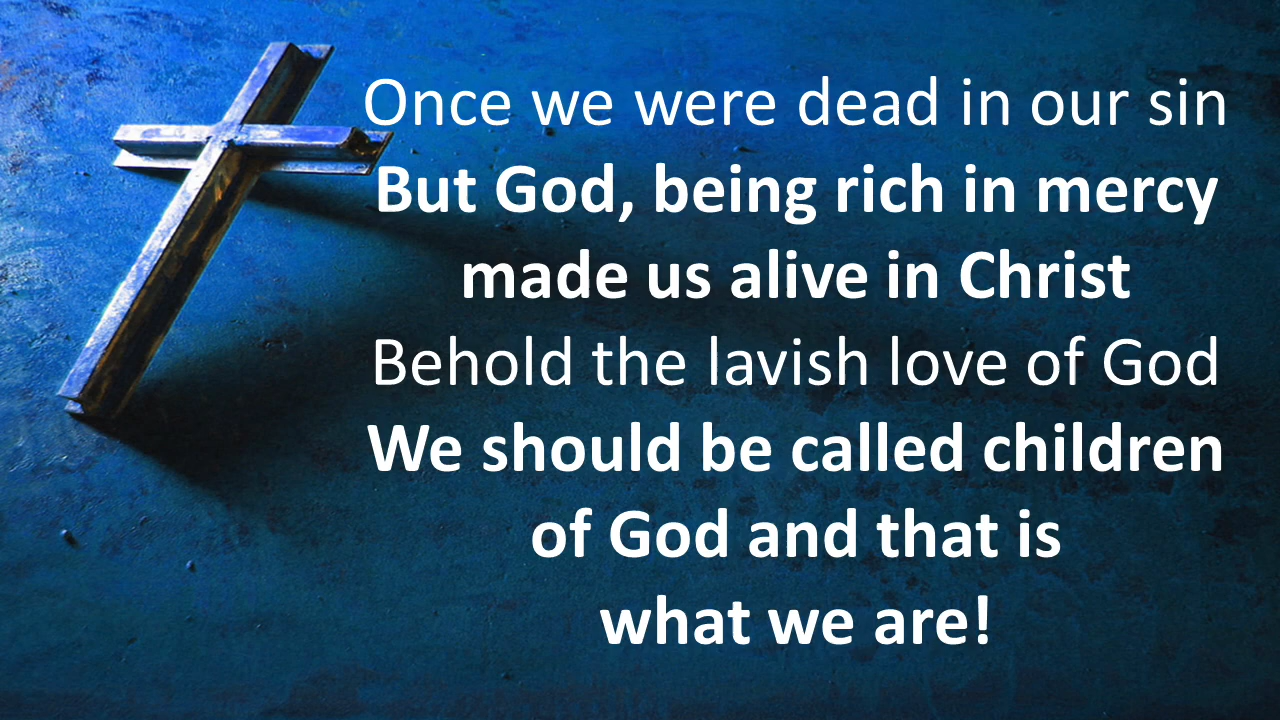 Once we were dead in our sin
But God, being rich in mercy
made us alive in Christ
Behold the lavish love of God
We should be called children
of God and that is
what we are!